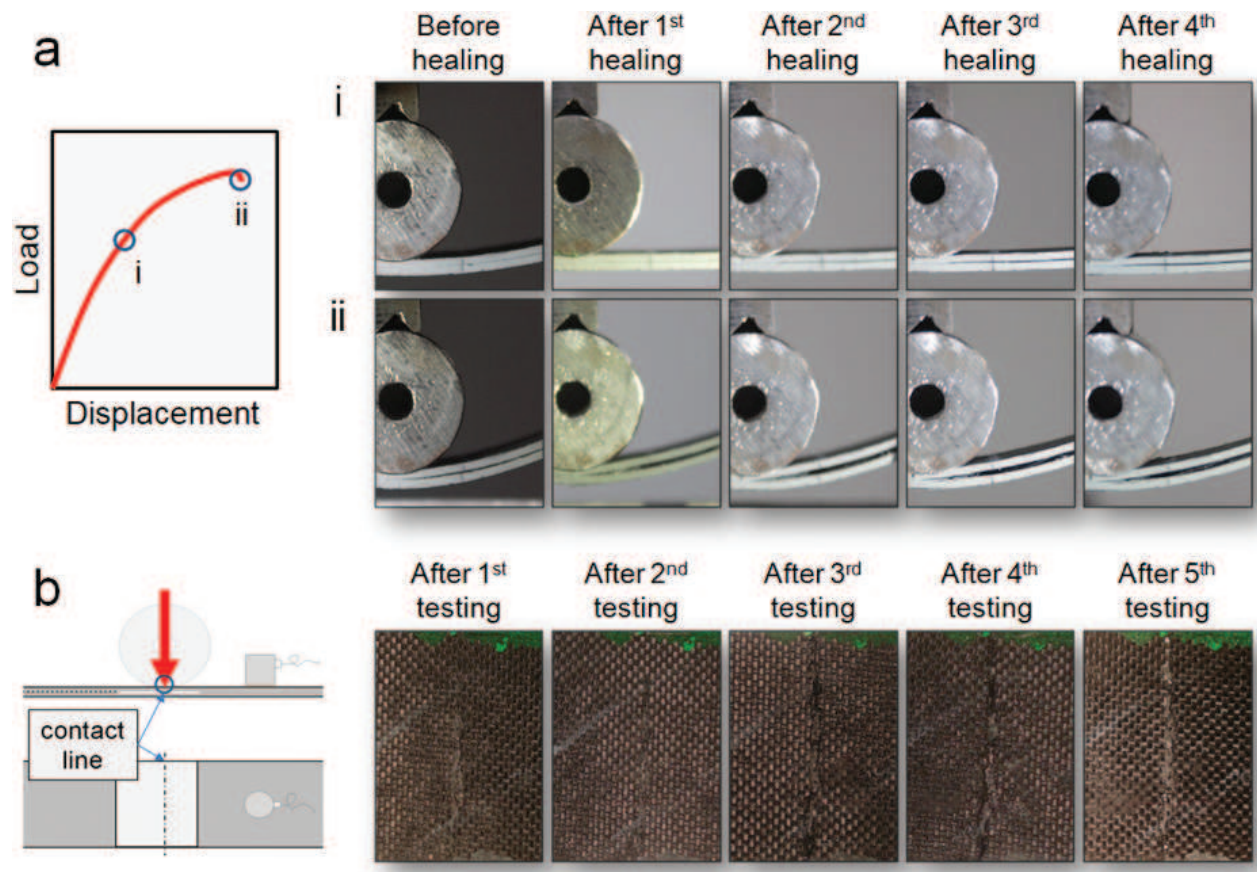 a
Before
healing
After 1st
healing
After 2nd
healing
After 3rd
healing
After 4th
healing
i
ii
Load
i
ii
Displacement
b
After 1st
testing
After 2nd
testing
After 3rd
testing
After 4th
testing
After 5th
testing
contact
line